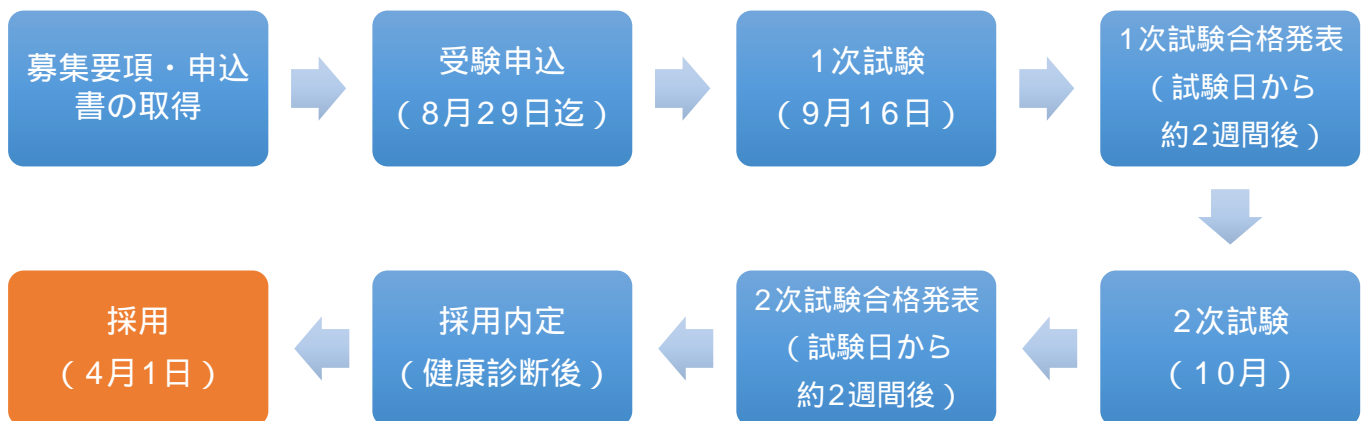 募集要項・申込
書の取得
受験申込
(8月29日迄)
1次試験
(9月16日)
1次試験合格発表
(試験日から
約2週間後)
2次試験
(10月)
2次試験合格発表
(試験日から
約2週間後)
採用内定
(健康診断後)
採用
(4月1日)